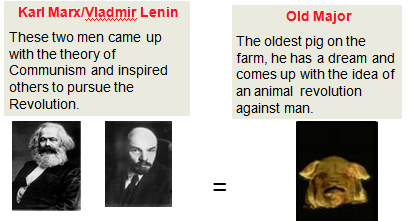 Karl Marx/Vladmir Lenin
These two men came up
with the theory of
Communism and inspired
others to pursue the
Revolution.
Old Major
The oldest pig on the
farm, he has a dream and
comes up with the idea of
an animal revolution
against man.
=